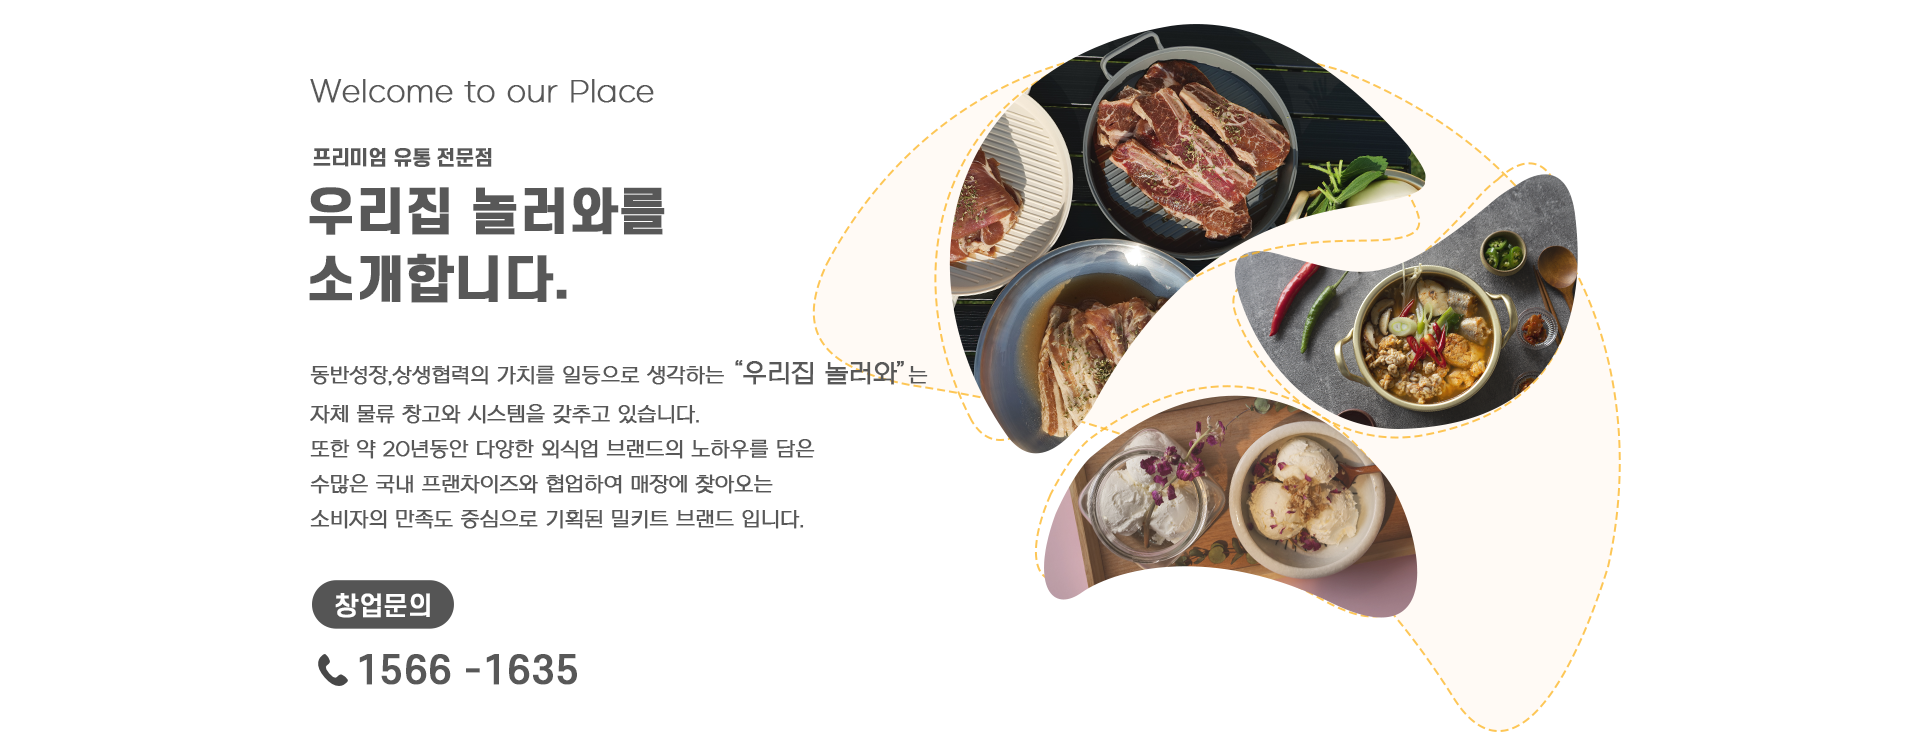 Welcome to our Place
프리미엄 유통 전문점
우리집 놀러와를
소개합니다.
동반성장,상생협력의 가치를 일등으로 생각하는 “우리집 놀러와”는
자체 물류 창고와 시스템을 갖추고 있습니다.
또한 약 20년동안 다양한 외식업 브랜드의 노하우를 담은
수많은 국내 프랜차이즈와 협업하여 매장에 찾아오는
소비자의 만족도 중심으로 기획된 밀키트 브랜드 입니다.
창업문의
1566 -1635